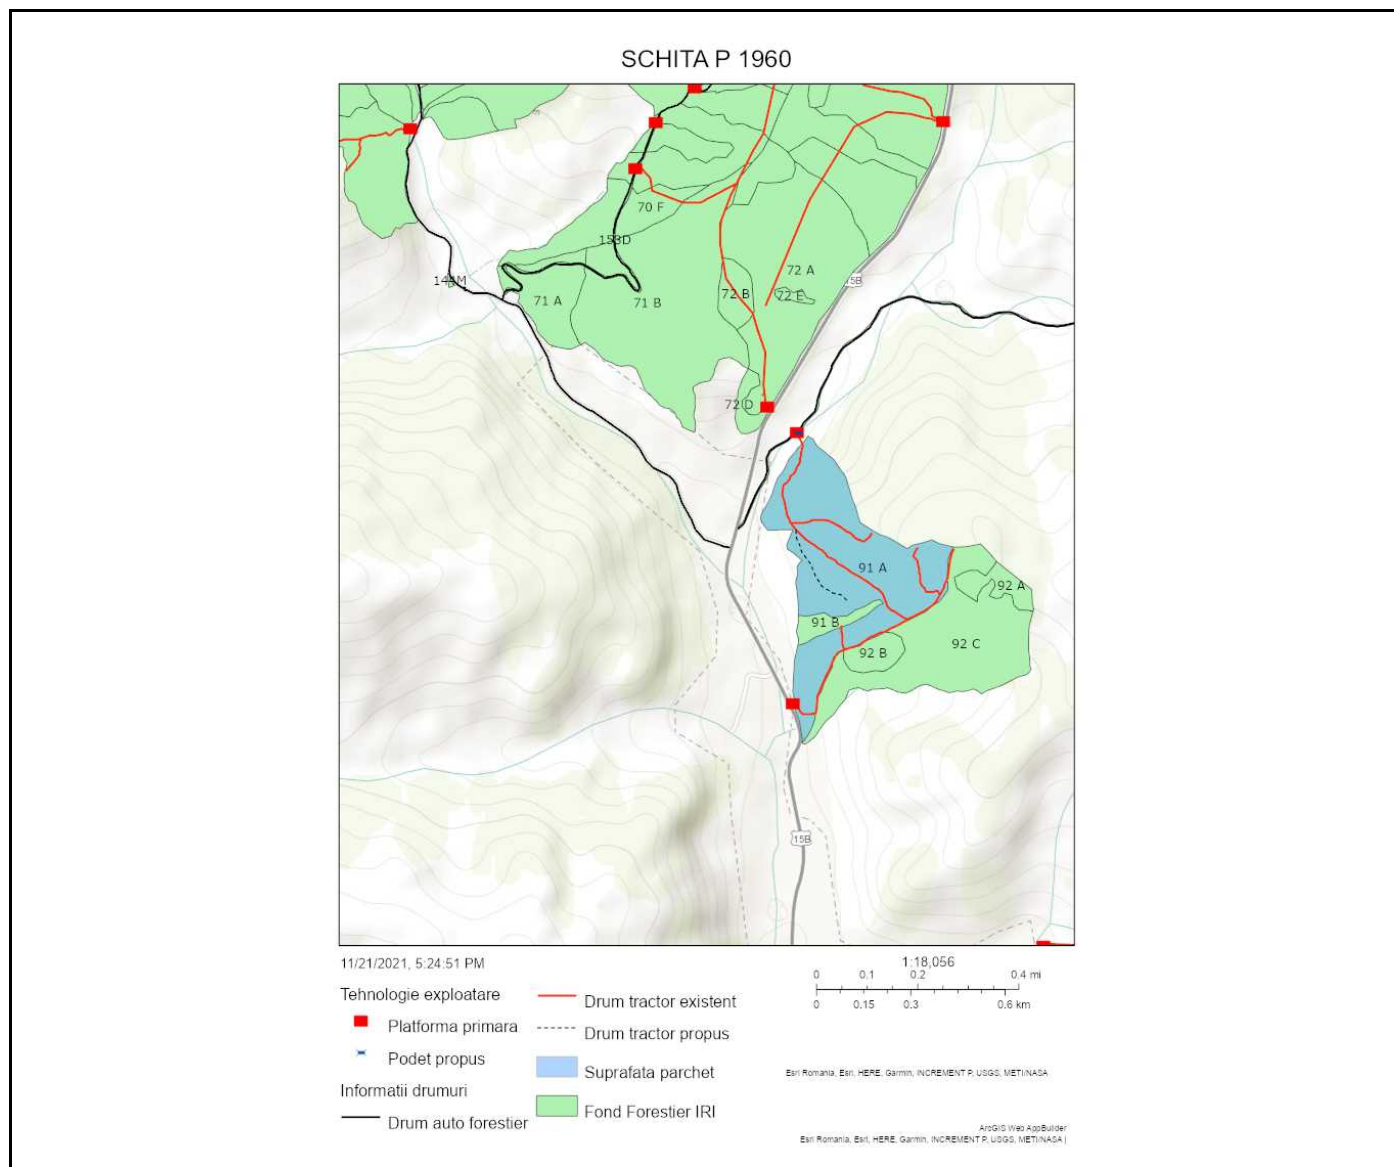 SCHITA P 1960
70 F
153D
144M
72 A
15B
71 A
71 B
72 B
72 E
72 D
91 A
92 A
91 B
92 B
92 C
15B
11/21/2021, 5:24:51 PM
Tehnologie exploatare
Platforma primara
Podet propus
Informatii drumuri
Drum auto forestier
Drum tractor existent
Drum tractor propus
Suprafata parchet
Fond Forestier IRI
1:18,056
0 0.1 0.2 0.4 mi
0 0.15 0.3 0.6 km
Esri Romania, Esri, HERE, Garmin, INCREMENT P, USGS, METI/NASA
ArcGIS Web AppBuilder
Esri Romania, Esri, HERE, Garmin, INCREMENT P, USGS, METI/NASA |